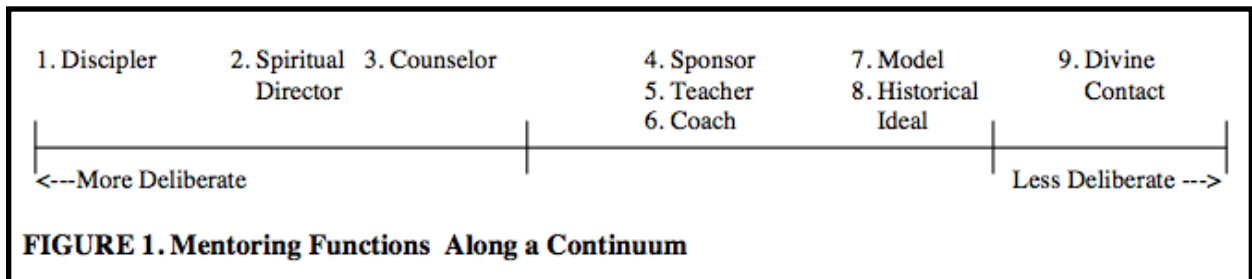 1. Discipler 2. Spiritual 3. Counselor 4. Sponsor 7. Model 9. Divine
Director 5. Teacher 8. Historical Contact
6. Coach Ideal
<---More Deliberate Less Deliberate --->
FIGURE 1. Mentoring Functions Along a Continuum